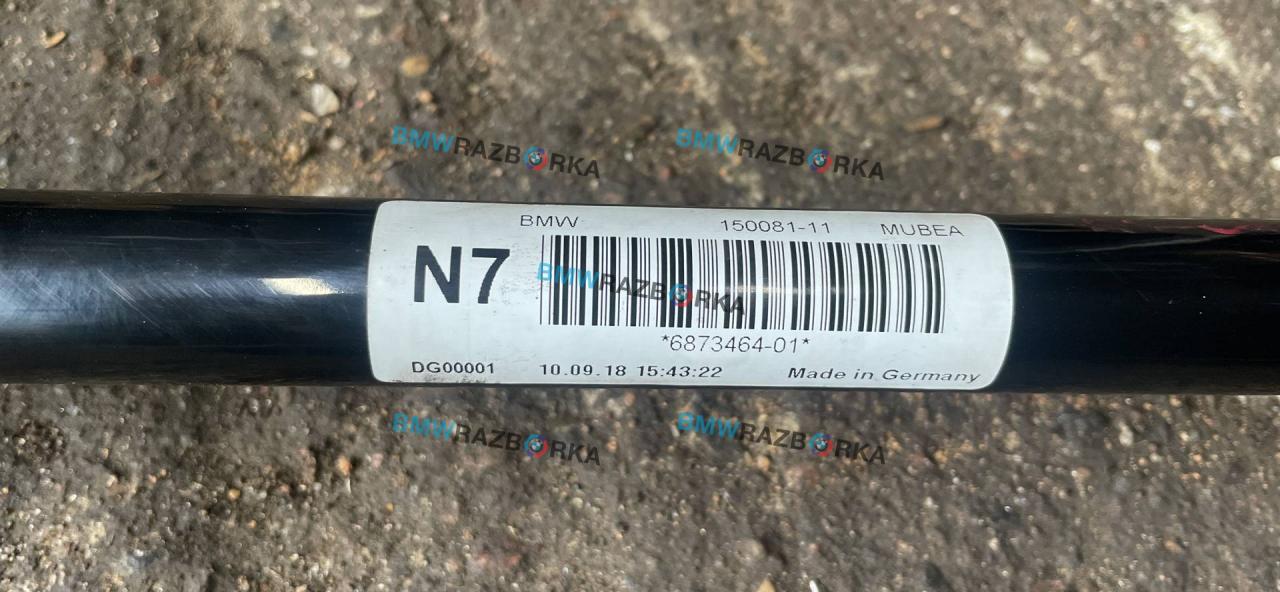 BMWRAZBORKA BMWRAZBORKA
BMW 150081-11 MUBEA
N7
BMWRAZBORKA
*6873464-01*
DG00001 10.09.18 15:43:22 Made in Germany
BMWRAZBORKA BMWRAZBORKA